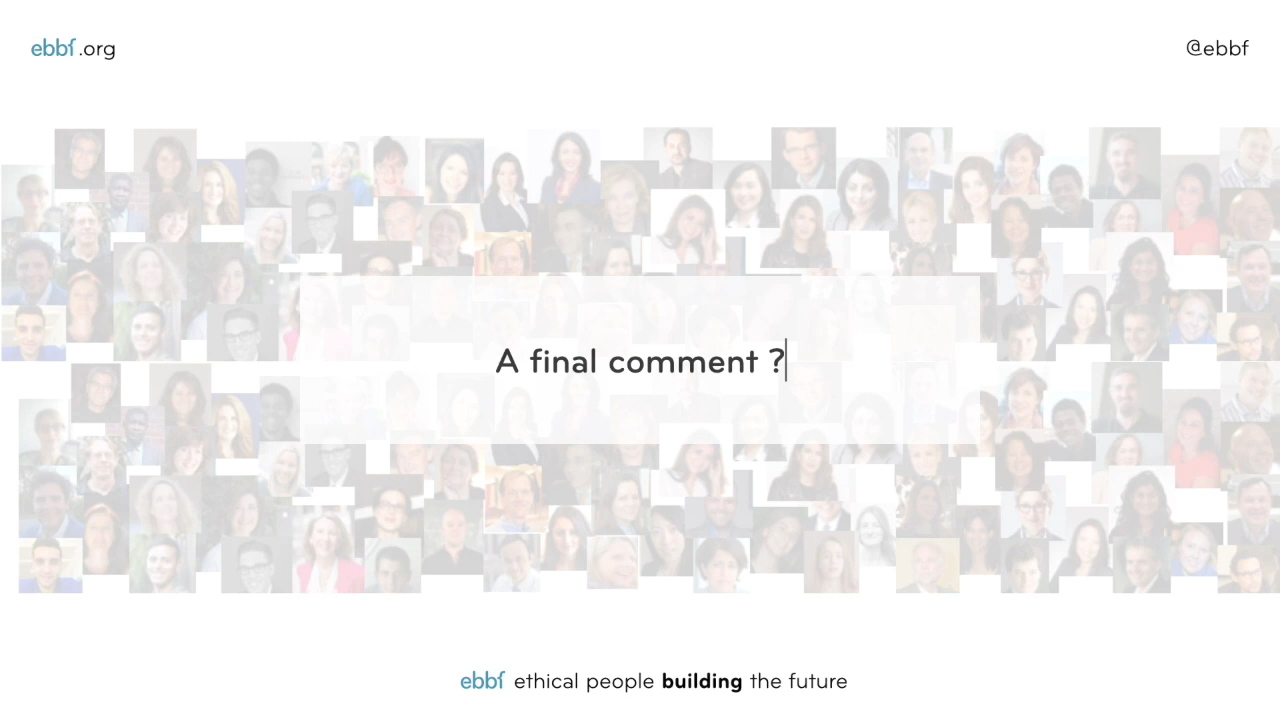 ebbf.org
@ebbf
A final comment ?
ebbf ethical people building the future